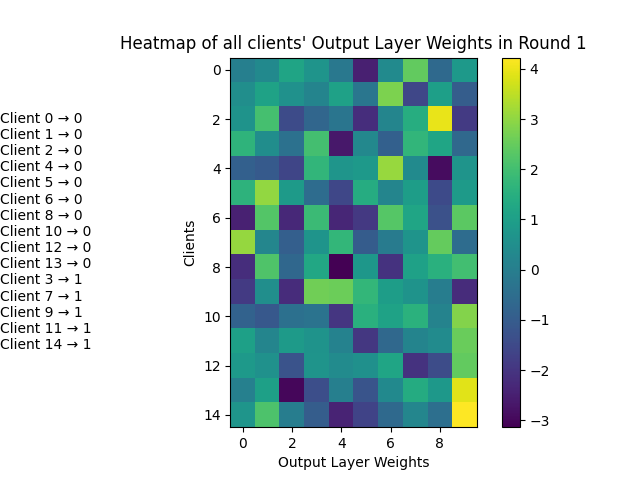 Heatmap of all clients' Output Layer Weights in Round 1
Client 0 → 0
Client 1 → 0
Client 2 → 0
Client 4 → 0
Client 5 → 0
Client 6 → 0
Client 8 → 0
Client 10 → 0
Client 12 → 0
Client 13 → 0
Client 3 → 1
Client 7 → 1
Client 9 → 1
Client 11 → 1
Client 14 → 1
Clients
0
2
4
6
8
10
12
14
0 2 4 6 8
Output Layer Weights
4
3
2
1
0
−1
−2
−3